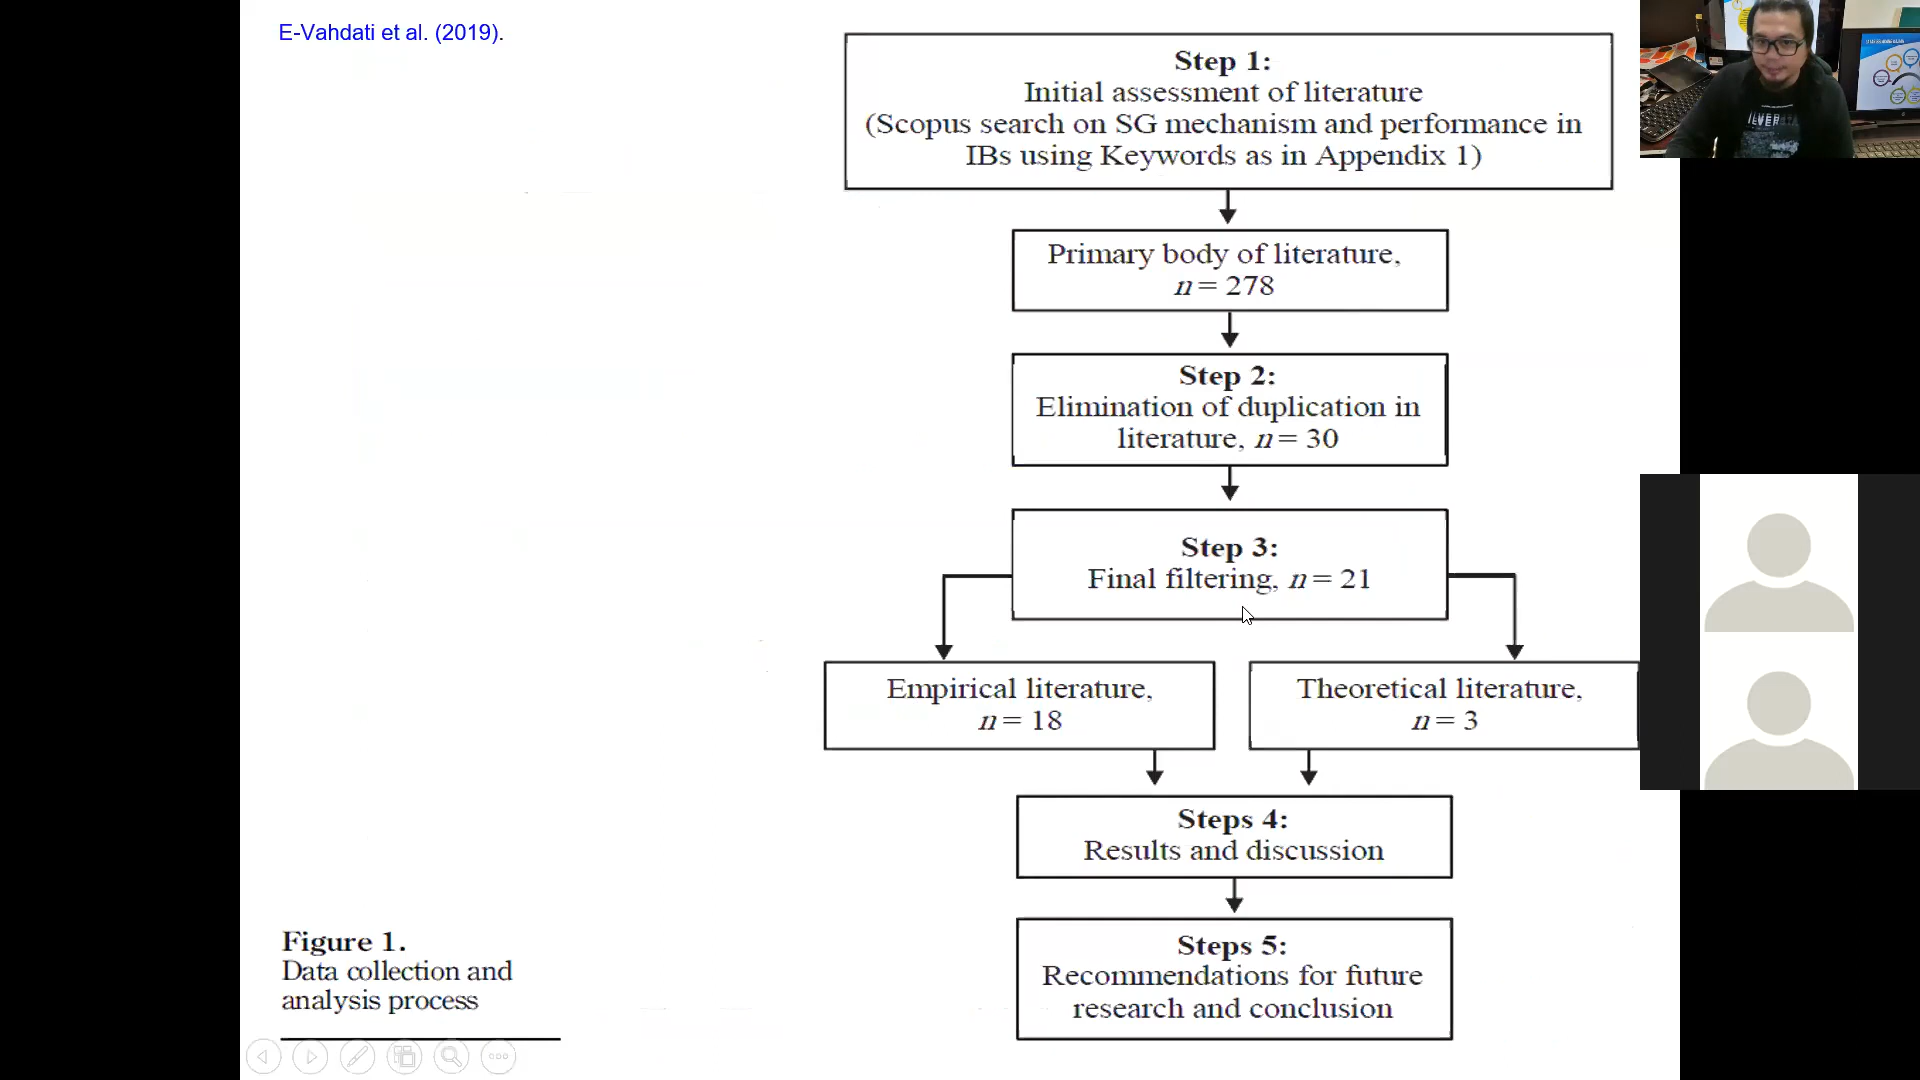 E-Vahdati et al. (2019).
Step 1:
Initial assessment of literature
(Scopus search on SG mechanism and performance in
IBs using Keywords as in Appendix 1)
Primary body of literature,
n = 278
Step 2:
Elimination of duplication in
literature, n = 30
Step 3:
Final filtering, n = 21
Empirical literature,
n = 18
Theoretical literature,
n = 3
Steps 4:
Results and discussion
Steps 5:
Recommendations for future
research and conclusion
Figure 1.
Data collection and
analysis process